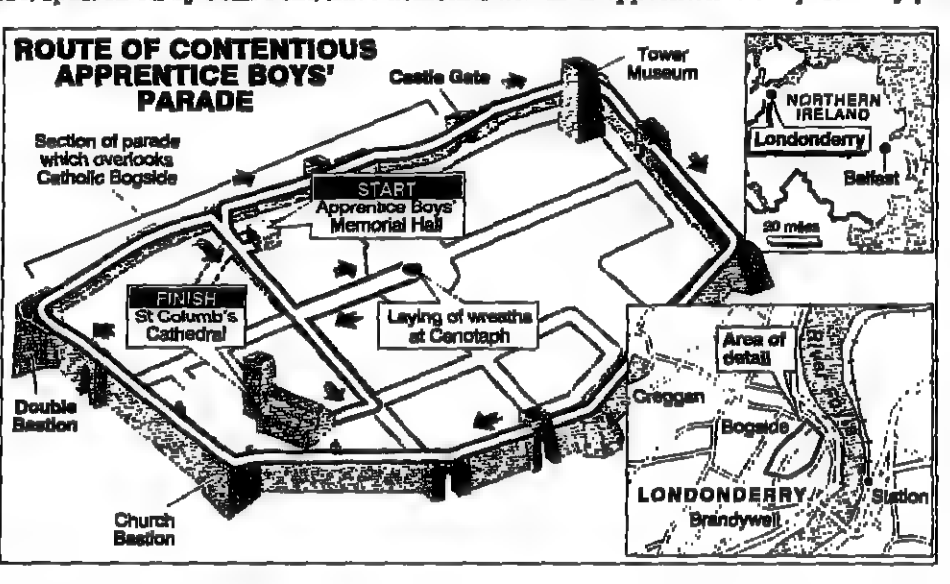 ROUTE OF CONTENTIOUS
APPRENTICE BOYS'
PARADE
Section of parade
which overlooks
Catholic Bogside
Castle Gate
Tower
Museum
START
Apprentice Boys'
Memorial Hall
FINISH
St Columb's
Cathedral
Laying of wreaths
at Cenotaph
Double
Bastion
Church
Bastion
NORTHERN
IRELAND
Londonderry
Belfast
20 miles
Area of
detail
River
Creggan
Bogside
LONDONDERRY
Brandywell
Station